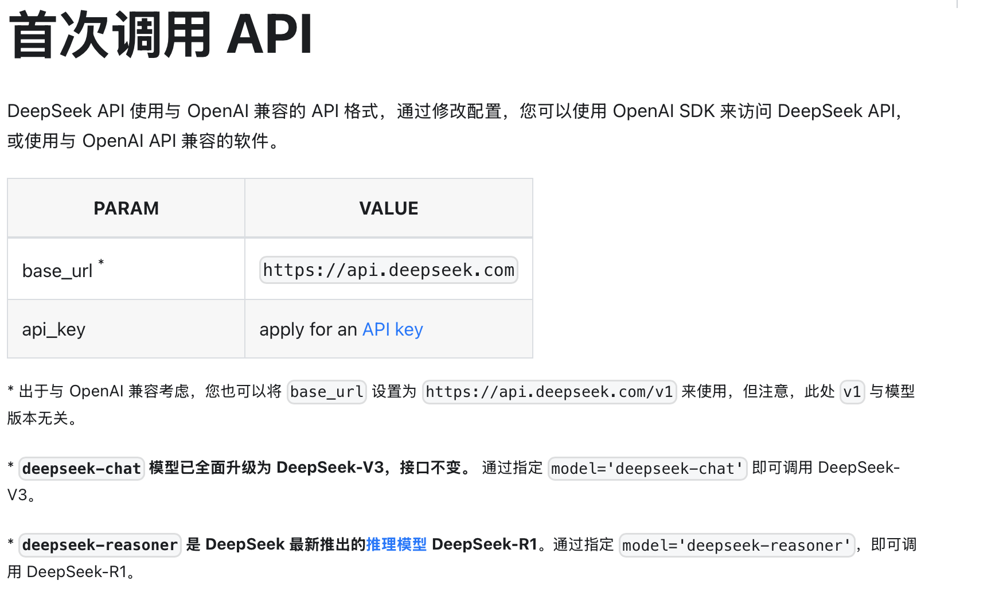 首次调用 API
DeepSeek API 使用与 OpenAI 兼容的 API 格式，通过修改配置，您可以使用 OpenAI SDK 来访问 DeepSeek API，
或使用与 OpenAI API 兼容的软件。
PARAM VALUE
base_url * https://api.deepseek.com
api_key apply for an API key
* 出于与 OpenAI 兼容考虑，您也可以将 base_url 设置为 https://api.deepseek.com/v1 来使用，但注意，此处 v1 与模型
版本无关。
* deepseek-chat 模型已全面升级为 DeepSeek-V3，接口不变。 通过指定 model='deepseek-chat' 即可调用 DeepSeek-
V3。
* deepseek-reasoner 是 DeepSeek 最新推出的推理模型 DeepSeek-R1。通过指定 model='deepseek-reasoner'，即可调
用 DeepSeek-R1。